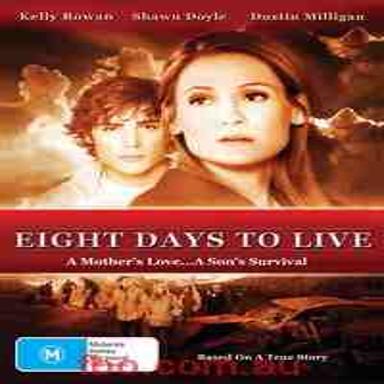 Kelly Rowan Shawn Doyle Dustin Milligan
EIGHT DAYS TO LIVE
A Mother's Love...A Son's Survival
M
Based On A True Story